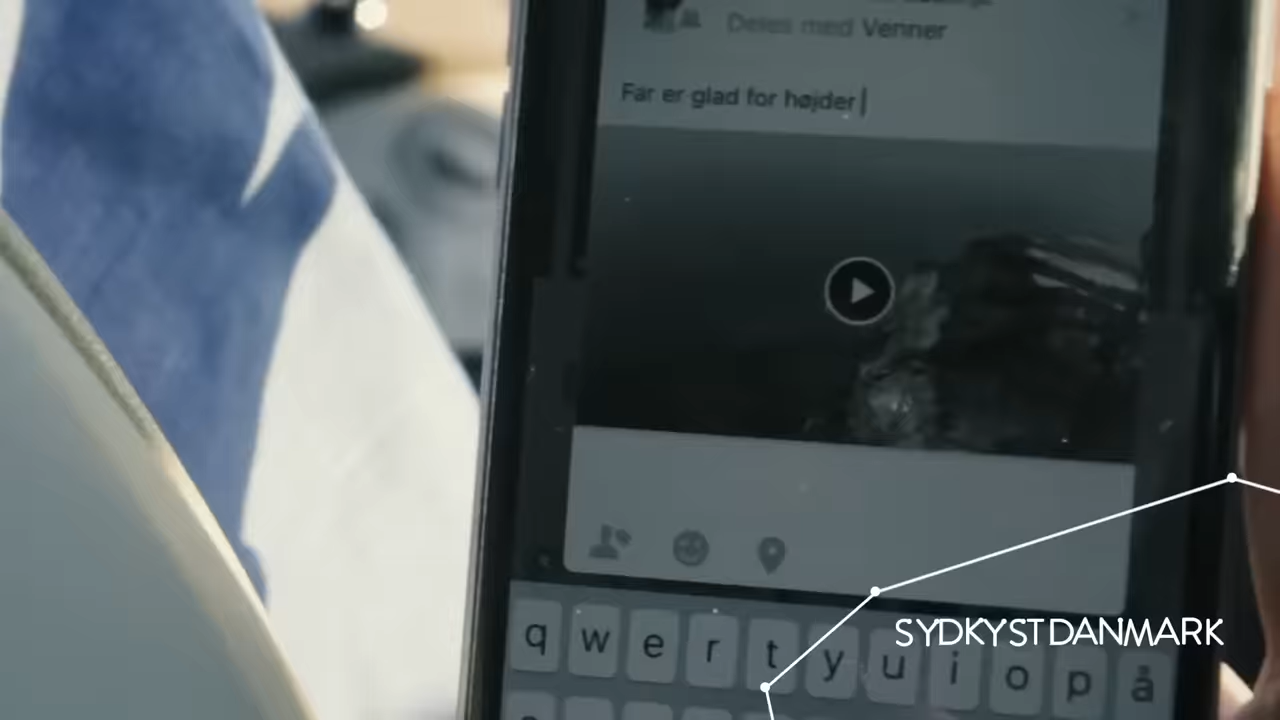 Deles med Venner
Far er glad for højder
q w e r t y u i o p å
SYDKYSTDANMARK